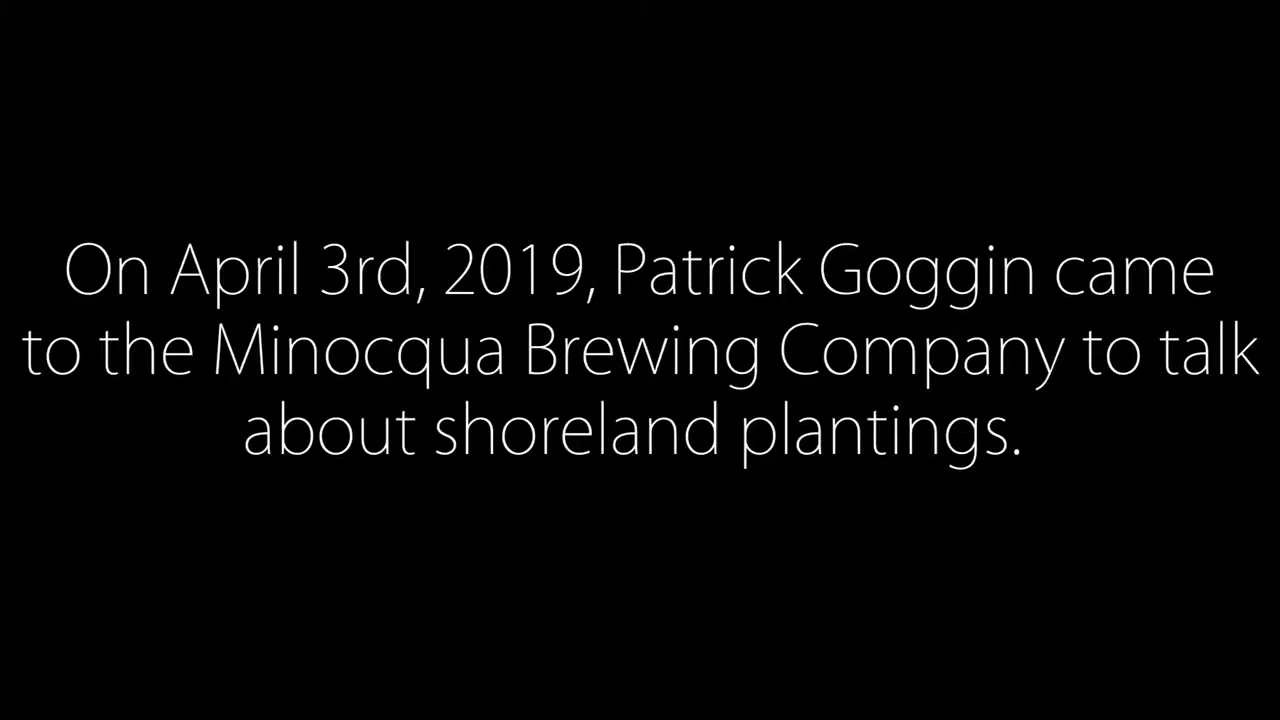 On April 3rd, 2019, Patrick Goggin came
to the Minocqua Brewing Company to talk
about shoreland plantings.